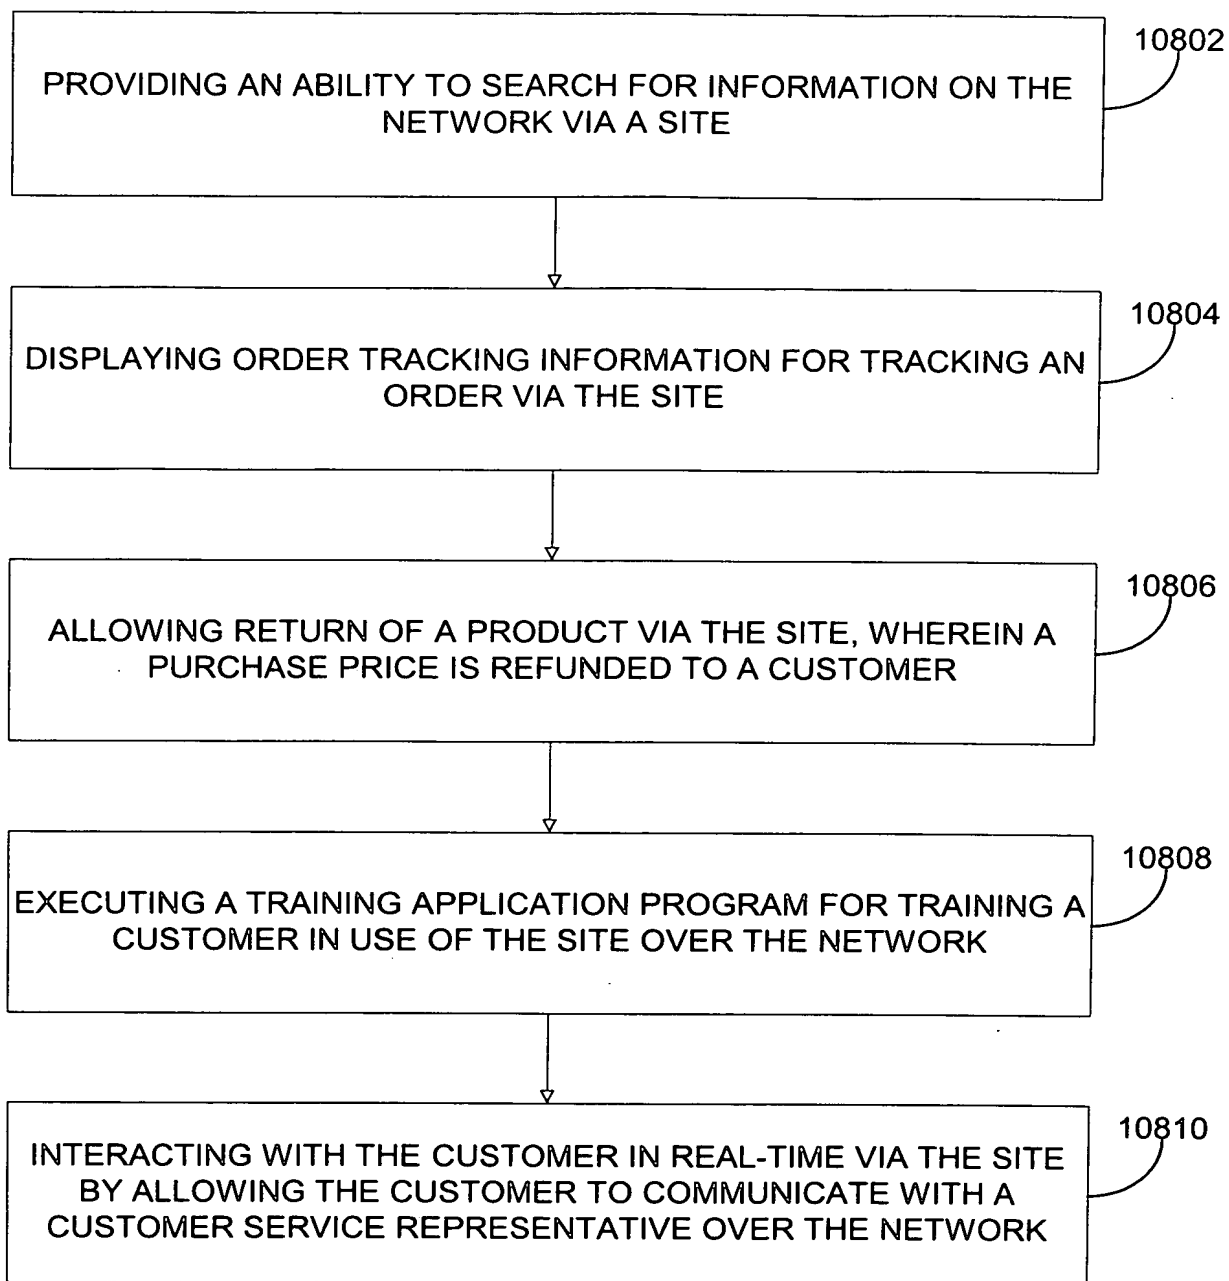 10802
PROVIDING AN ABILITY TO SEARCH FOR INFORMATION ON THE
NETWORK VIA A SITE
10804
DISPLAYING ORDER TRACKING INFORMATION FOR TRACKING AN
ORDER VIA THE SITE
10806
ALLOWING RETURN OF A PRODUCT VIA THE SITE, WHEREIN A
PURCHASE PRICE IS REFUNDED TO A CUSTOMER
10808
EXECUTING A TRAINING APPLICATION PROGRAM FOR TRAINING A
CUSTOMER IN USE OF THE SITE OVER THE NETWORK
10810
INTERACTING WITH THE CUSTOMER IN REAL-TIME VIA THE SITE
BY ALLOWING THE CUSTOMER TO COMMUNICATE WITH A
CUSTOMER SERVICE REPRESENTATIVE OVER THE NETWORK